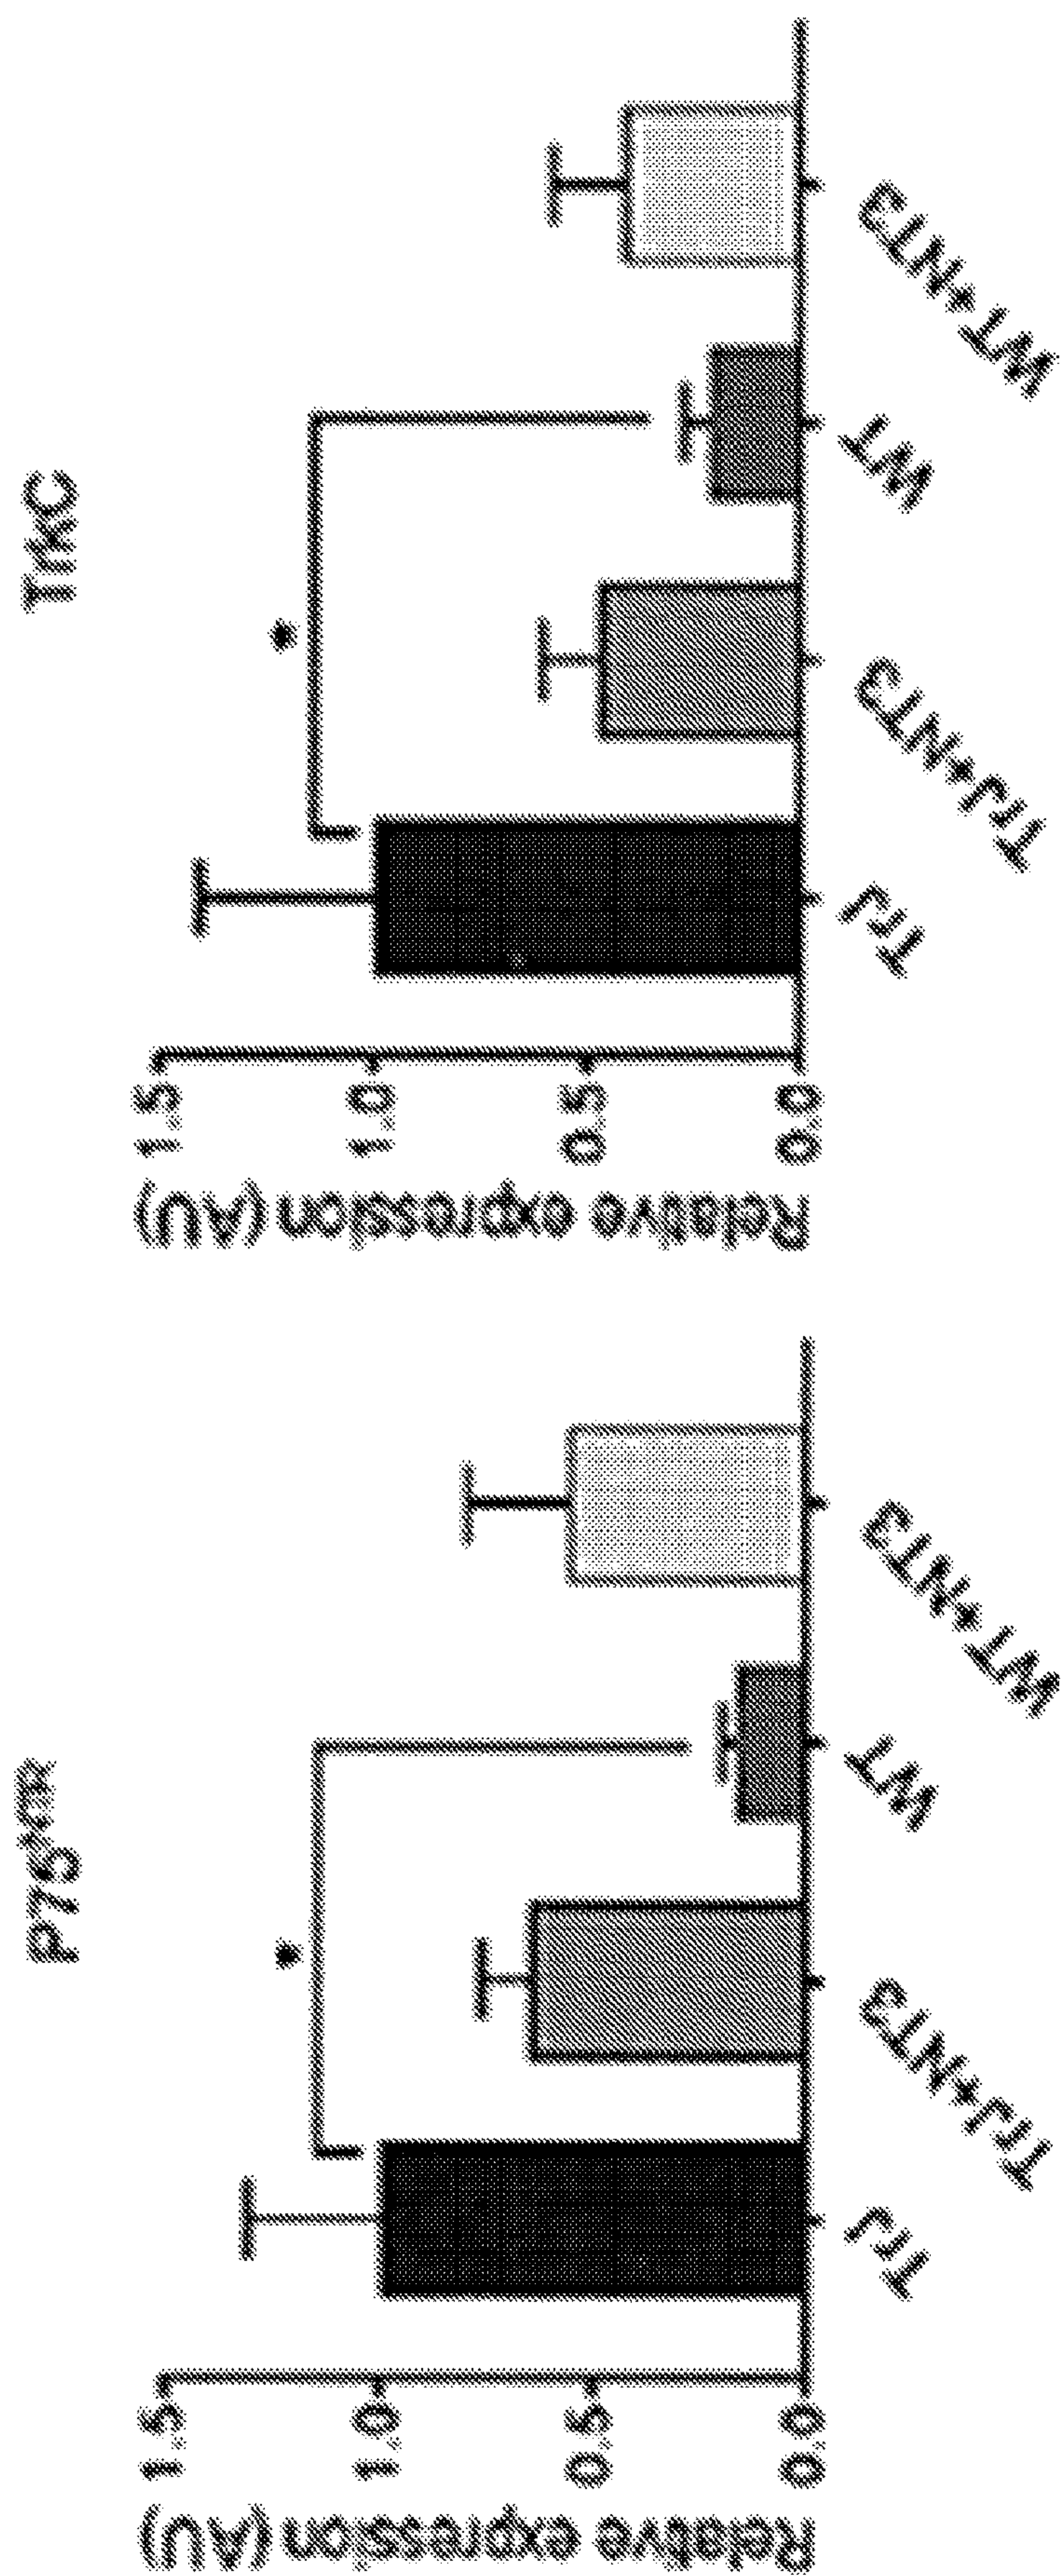 P75ᴺᵀᴿ
Relative expression (AU)
1.5
1.0
0.5
0.0
*
TrJ
TrJ+NT3
WT
WT+NT3
TrkC
Relative expression (AU)
1.5
1.0
0.5
0.0
*
TrJ
TrJ+NT3
WT
WT+NT3